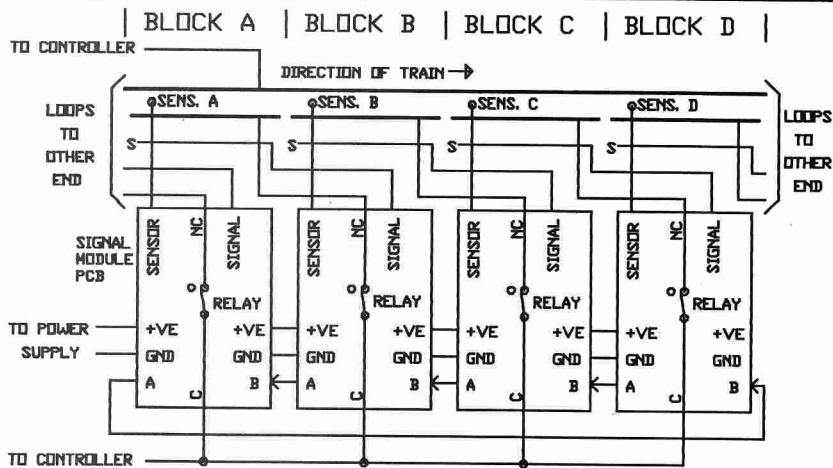 BLOCK A BLOCK B BLOCK C BLOCK D
TO CONTROLLER
DIRECTION OF TRAIN
SENS. A SENS. B SENS. C SENS. D
LOOPS TO OTHER END
S S S S
LOOPS TO OTHER END
SIGNAL MODULE PCB
SENSOR NC SIGNAL SENSOR NC SIGNAL SENSOR NC SIGNAL SENSOR NC SIGNAL
RELAY RELAY RELAY RELAY
TO POWER SUPPLY
+VE +VE +VE +VE +VE +VE +VE +VE
GND GND GND GND GND GND GND GND
A B A B A B A B
C C C C
TO CONTROLLER